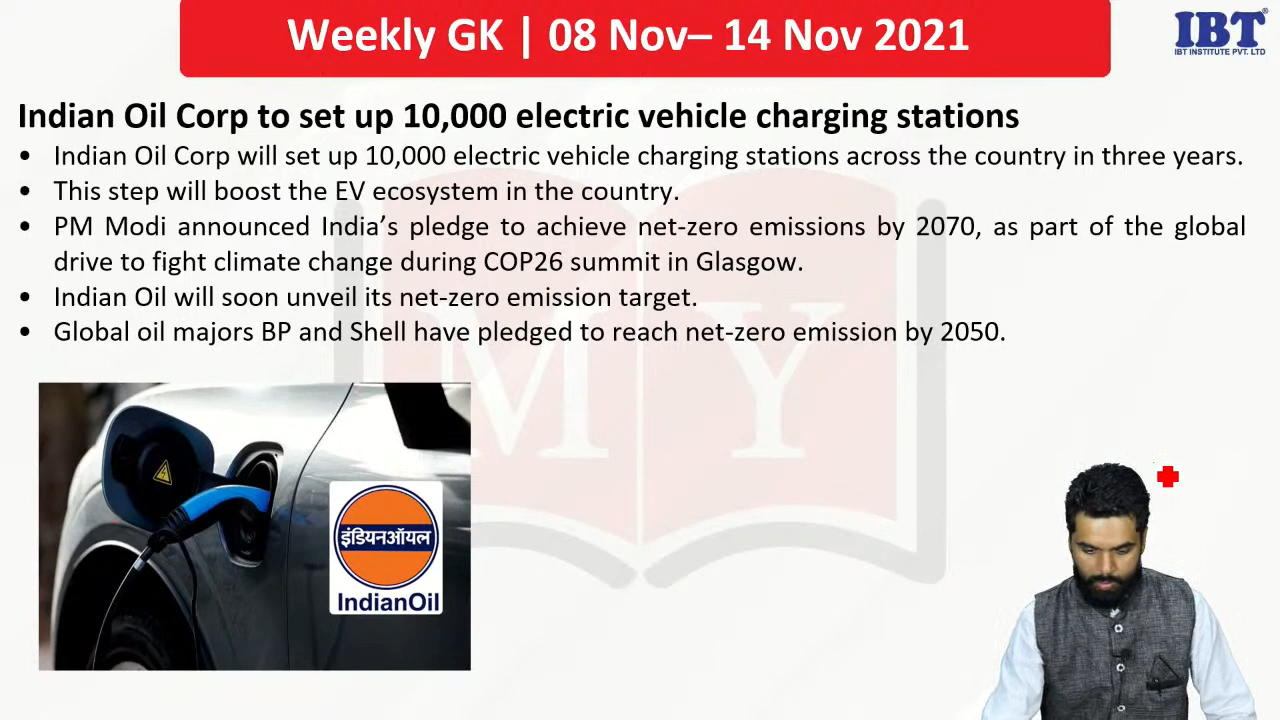 Weekly GK | 08 Nov– 14 Nov 2021
IBT
IBT INSTITUTE PVT. LTD
Indian Oil Corp to set up 10,000 electric vehicle charging stations
• Indian Oil Corp will set up 10,000 electric vehicle charging stations across the country in three years.
• This step will boost the EV ecosystem in the country.
• PM Modi announced India’s pledge to achieve net-zero emissions by 2070, as part of the global
drive to fight climate change during COP26 summit in Glasgow.
• Indian Oil will soon unveil its net-zero emission target.
• Global oil majors BP and Shell have pledged to reach net-zero emission by 2050.
M Y
इंडियनऑयल
IndianOil